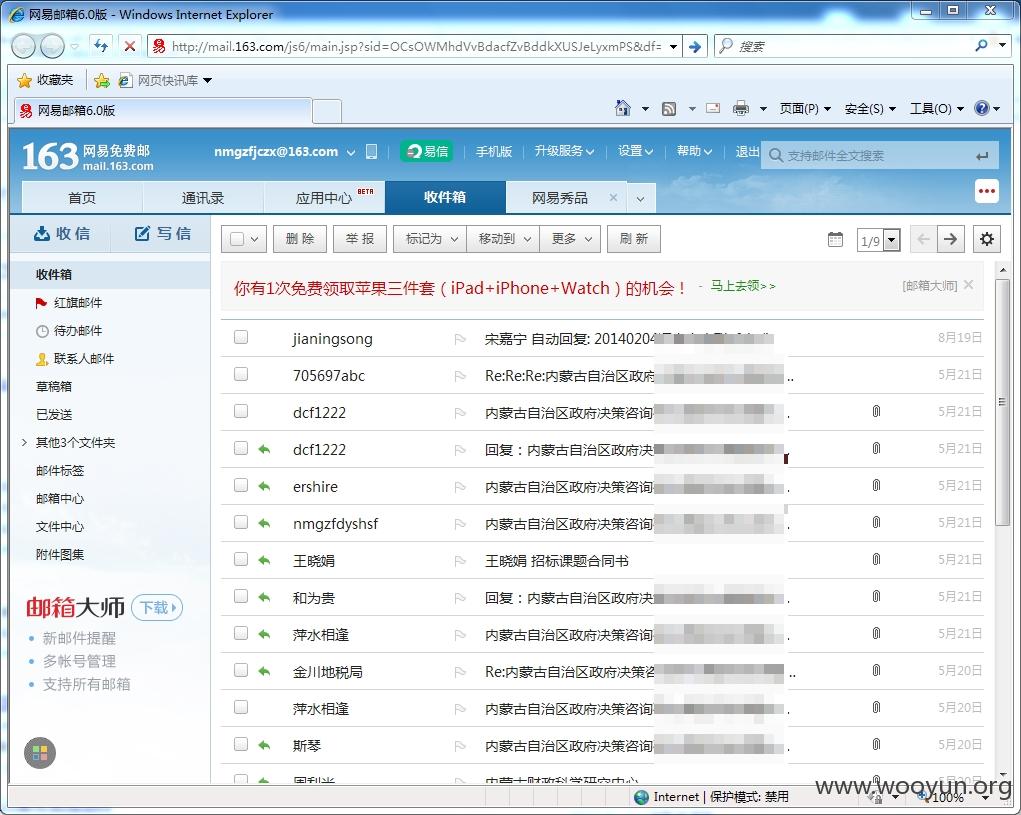 网易邮箱6.0版 - Windows Internet Explorer
http://mail.163.com/js6/main.jsp?sid=OCsOWMhdVvBdacfZvBddkXUSJeLyxmPS&df= 搜索
收藏夹 网页快讯库
网易邮箱6.0版 页面(P) 安全(S) 工具(O)
163 网易免费邮 mail.163.com nmgzfjczx@163.com 易信 手机版 升级服务 设置 帮助 退出 支持邮件全文搜索
首页 通讯录 应用中心 BETA 收件箱 网易秀品
收信 写信 删 除 举 报 标记为 移动到 更多 刷 新 1/9
收件箱
红旗邮件
待办邮件
联系人邮件
草稿箱
已发送
其他3个文件夹
邮件标签
邮箱中心
文件中心
附件图集
邮箱大师 下载
新邮件提醒
多帐号管理
支持所有邮箱
你有1次免费领取苹果三件套（iPad+iPhone+Watch）的机会！ - 马上去领>> [邮箱大师]
jianingsong 宋嘉宁 自动回复: 2014020 8月19日
705697abc Re:Re:Re:内蒙古自治区政府 .. 5月21日
dcf1222 内蒙古自治区政府决策咨询 . 5月21日
dcf1222 回复：内蒙古自治区政府决 5月21日
ershire 内蒙古自治区政府决策咨询 . 5月21日
nmgzfdyshsf 内蒙古自治区政府决策咨询 . 5月21日
王晓娟 王晓娟 招标课题合同书 5月21日
和为贵 回复：内蒙古自治区政府决 . 5月21日
萍水相逢 内蒙古自治区政府决策咨询 . 5月21日
金川地税局 Re:内蒙古自治区政府决策咨 .. 5月20日
萍水相逢 内蒙古自治区政府决策咨询 . 5月20日
斯琴 内蒙古自治区政府决策咨询 . 5月20日
内蒙古财政科学研究中心 5月20日
Internet | 保护模式: 禁用 100%
www.wooyun.org